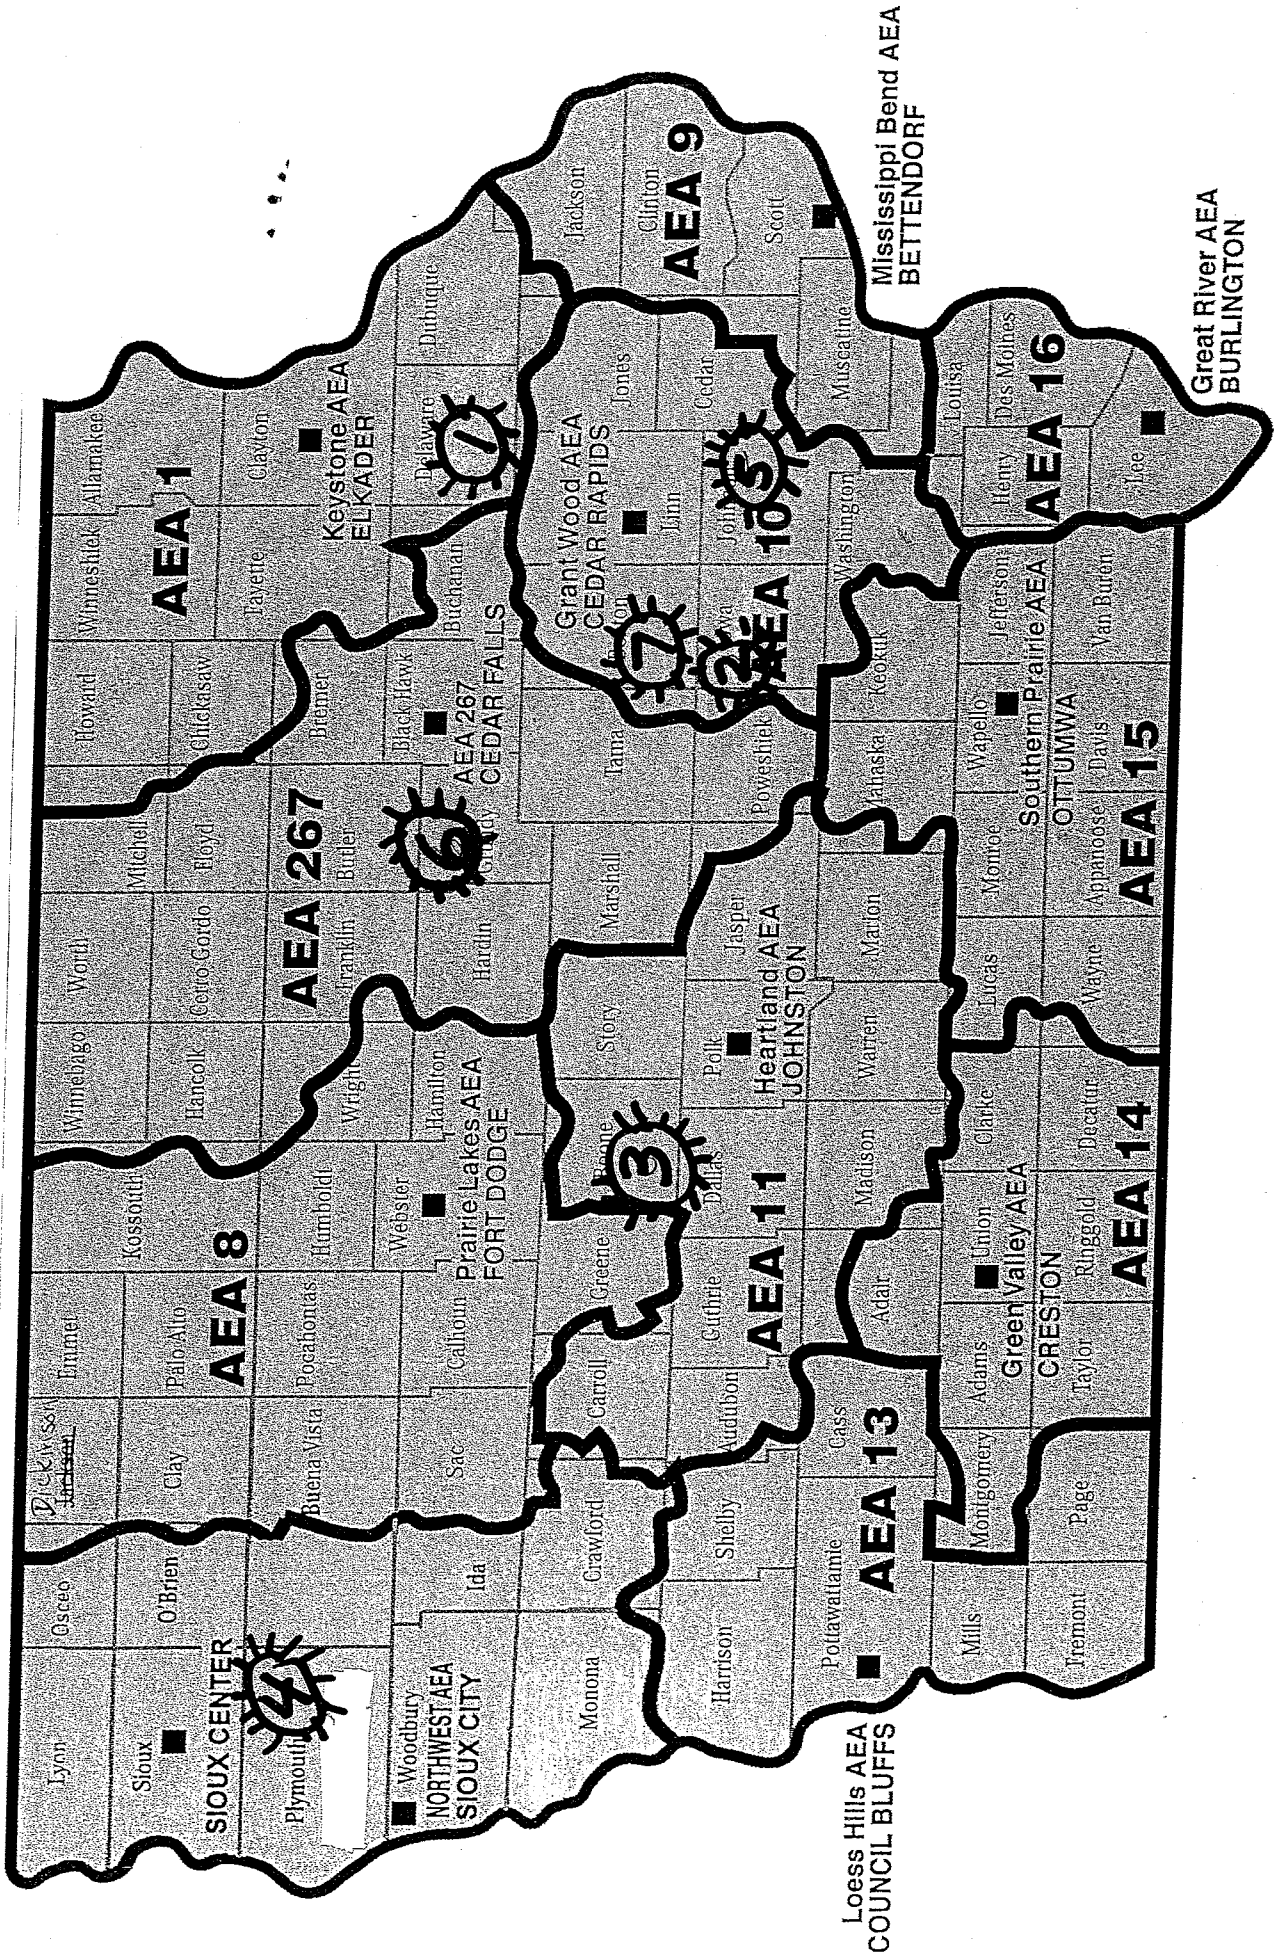 Lyon
Osceo
Dickinson
Jackson
Emmet
Kossouth
Winnebago
Worth
Michell
Howard
Winneshiek
Allamakee
Sioux
O'Brien
Clay
Palo Alto
Hancolk
Cerro Gordo
Floyd
Chickasaw
AEA 1
SIOUX CENTER
AEA 8
Fayette
Clayton
Plymouth
4
Buena Vista
Pocahontas
Humboldt
Wright
Franklin
AEA 267
Butler
Bremer
Keystone AEA
ELKADER
Woodbury
NORTHWEST AEA
SIOUX CITY
Ida
Sac
Calhoun
Webster
Hamilton
Prairie Lakes AEA
FORT DODGE
Hardin
6
Black Hawk
AEA 267
CEDAR FALLS
Buchanan
1
Dubuque
Monona
Crawford
Carroll
Greene
3
Story
Marshall
Tama
7
Grant Wood AEA
CEDAR RAPIDS
Linn
Jones
Jackson
Harrison
Shelby
Audubon
Guthrie
Dallas
Polk
Jasper
Poweshiek
2
5
Cedar
Clinton
AEA 9
Scott
Heartland AEA
JOHNSTON
AEA 11
AEA 10
Pottawattamie
Cass
Adair
Madison
Warren
Marion
Keokuk
Washington
Muscatine
Mississippi Bend AEA
BETTENDORF
Loess Hills AEA
COUNCIL BLUFFS
AEA 13
Mills
Montgomery
Adams
Union
Clarke
Lucas
Monroe
Wapello
Jefferson
Henry
Louisa
Des Moines
Green Valley AEA
CRESTON
Southern Prairie AEA
OTTUMWA
AEA 16
Fremont
Page
Taylor
Ringgold
Decatur
Wayne
Appanoose
Davis
Van Buren
Lee
AEA 14
AEA 15
Great River AEA
BURLINGTON